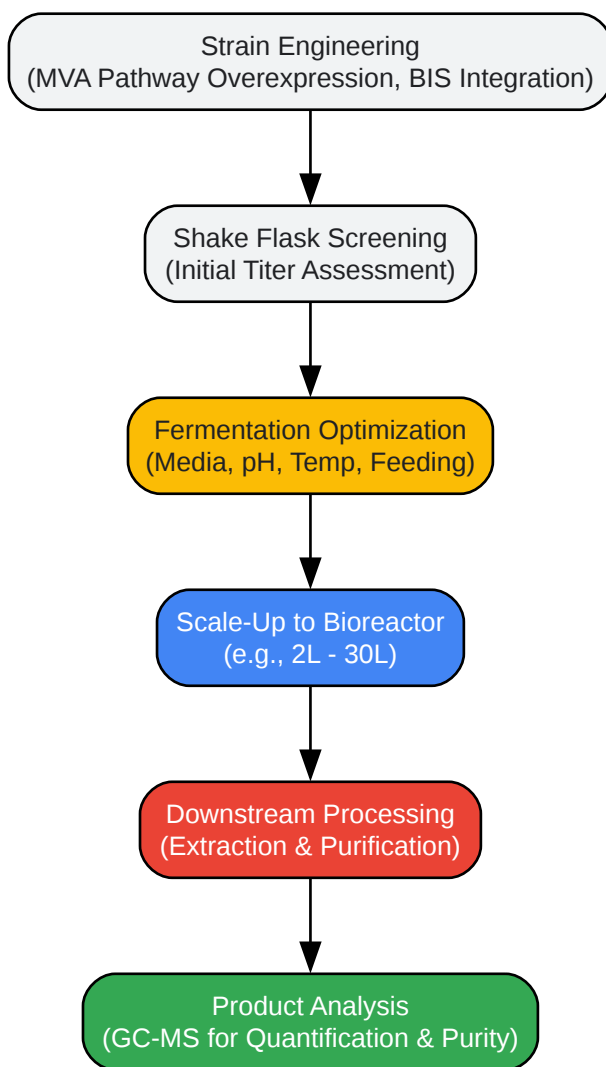 Strain Engineering
(MVA Pathway Overexpression, BIS Integration)
Shake Flask Screening
(Initial Titer Assessment)
Fermentation Optimization
(Media, pH, Temp, Feeding)
Scale-Up to Bioreactor
(e.g., 2L - 30L)
Downstream Processing
(Extraction & Purification)
Product Analysis
(GC-MS for Quantification & Purity)